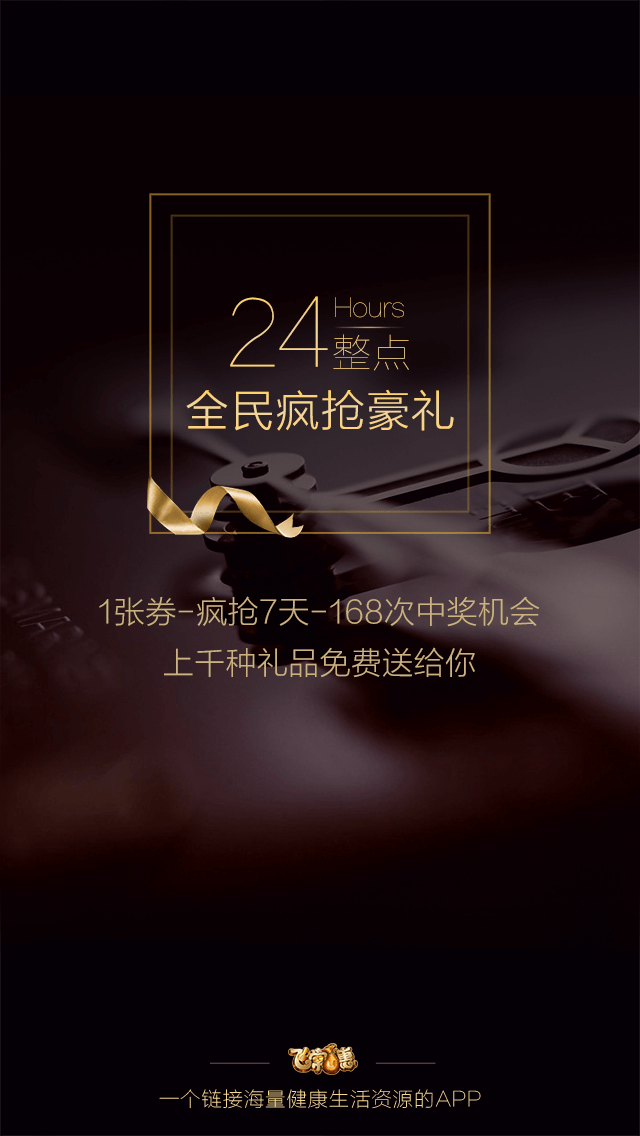 24 Hours
整点
全民疯抢豪礼
1张券-疯抢7天-168次中奖机会
上千种礼品免费送给你
飞常惠
一个链接海量健康生活资源的APP